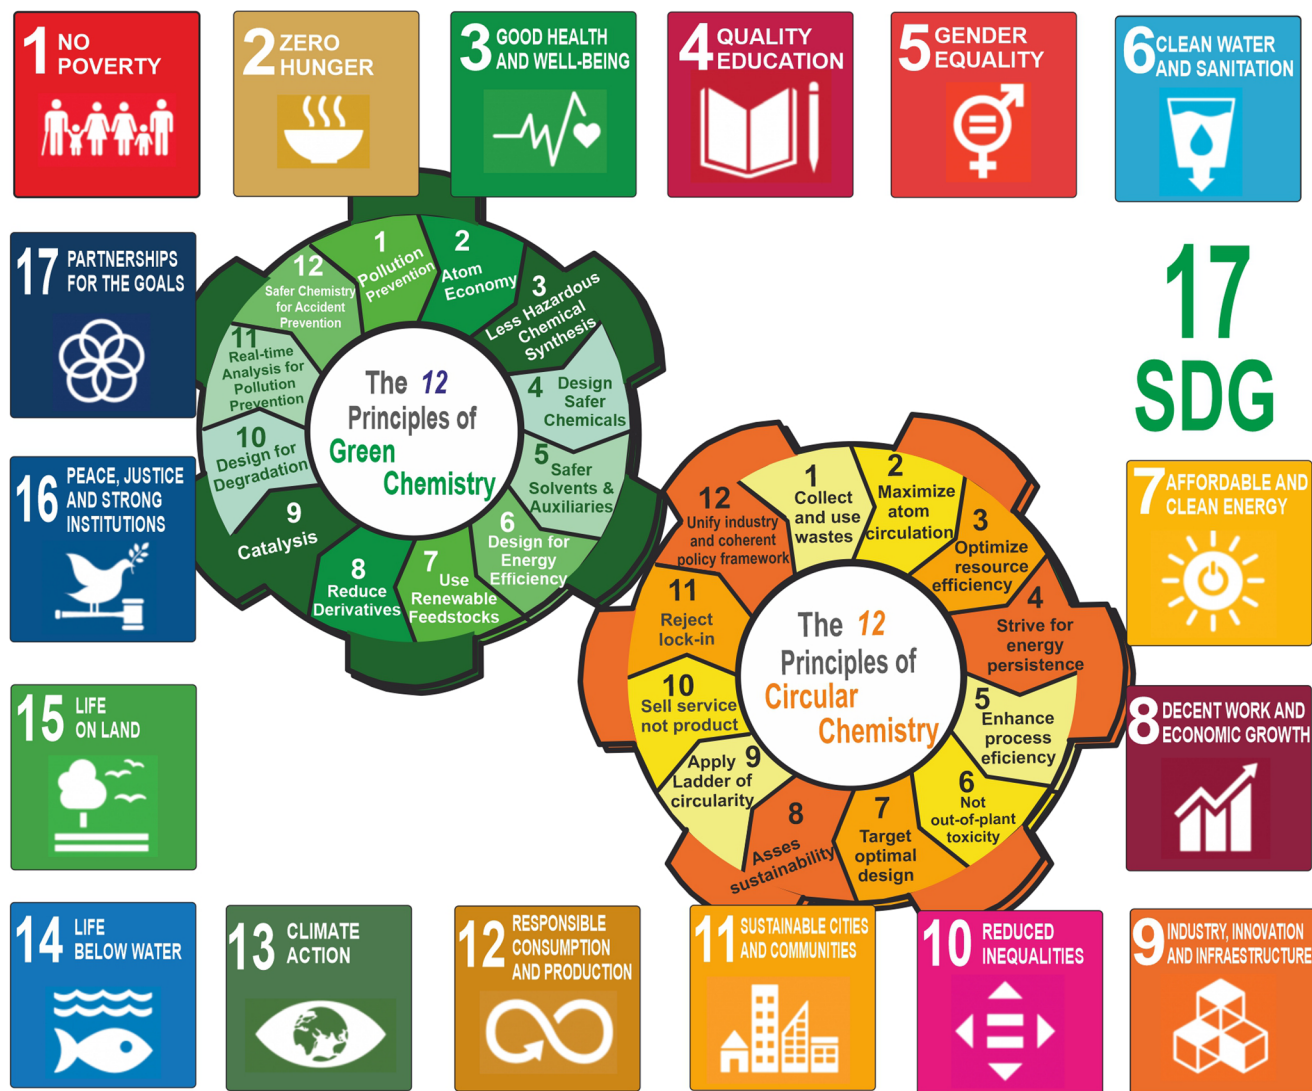 1 NO
POVERTY
2 ZERO
HUNGER
3 GOOD HEALTH
AND WELL-BEING
4 QUALITY
EDUCATION
5 GENDER
EQUALITY
6 CLEAN WATER
AND SANITATION
17 PARTNERSHIPS
FOR THE GOALS
17
SDG
1
Pollution
Prevention
2
Atom
Economy
3
Less Hazardous
Chemical
Synthesis
4 Design
Safer
Chemicals
5 Safer
Solvents &
Auxiliaries
6
Design for
Energy
Efficiency
7 Use
Renewable
Feedstocks
8
Reduce
Derivatives
9
Catalysis
10
Design for
Degradation
11
Real-time
Analysis for
Pollution
Prevention
12
Safer Chemistry
for Accident
Prevention
The 12
Principles of
Green
Chemistry
16 PEACE, JUSTICE
AND STRONG
INSTITUTIONS
7 AFFORDABLE AND
CLEAN ENERGY
1
Collect
and use
wastes
2
Maximize
atom
circulation
3
Optimize
resource
efficiency
4
Strive for
energy
persistence
5
Enhance
process
eficiency
6
Not
out-of-plant
toxicity
7
Target
optimal
design
8
Asses
sustainability
Apply 9
Ladder of
circularity
10
Sell service
not product
11
Reject
lock-in
12
Unify industry
and coherent
policy framework
The 12
Principles of
Circular
Chemistry
15 LIFE
ON LAND
8 DECENT WORK AND
ECONOMIC GROWTH
14 LIFE
BELOW WATER
13 CLIMATE
ACTION
12 RESPONSIBLE
CONSUMPTION
AND PRODUCTION
11 SUSTAINABLE CITIES
AND COMMUNITIES
10 REDUCED
INEQUALITIES
9 INDUSTRY, INNOVATION
AND INFRAESTRUCTURE